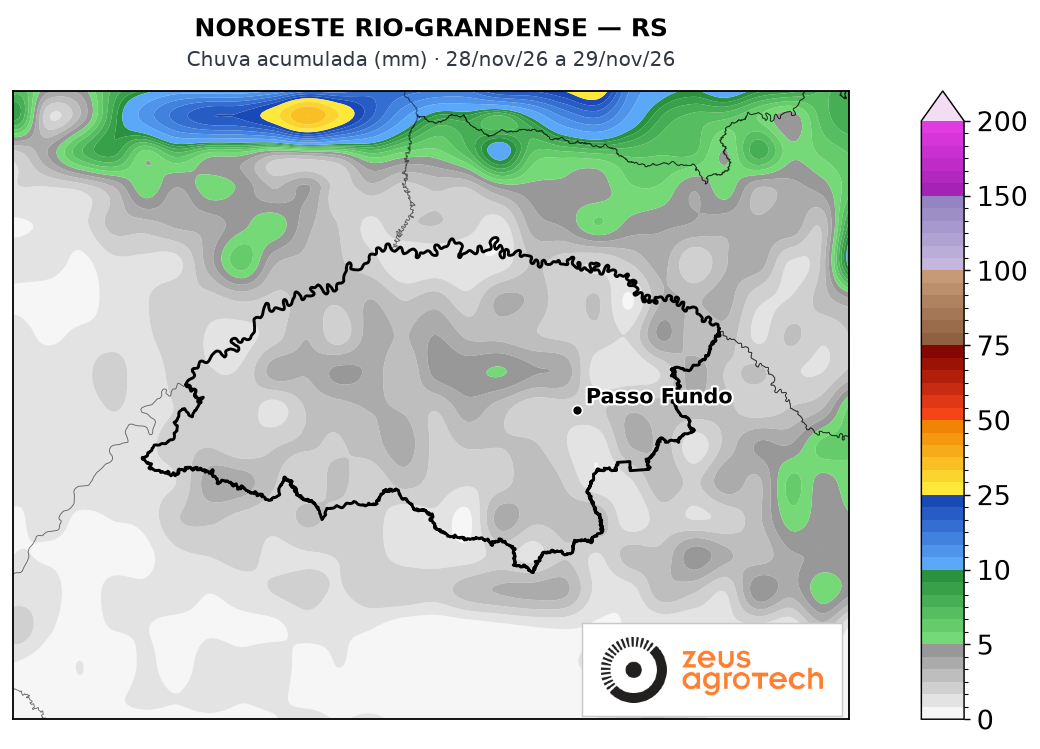 NOROESTE RIO-GRANDENSE — RS
Chuva acumulada (mm) · 28/nov/26 a 29/nov/26
200
150
100
75
50
25
10
5
0
Passo Fundo
zeus
agrotech